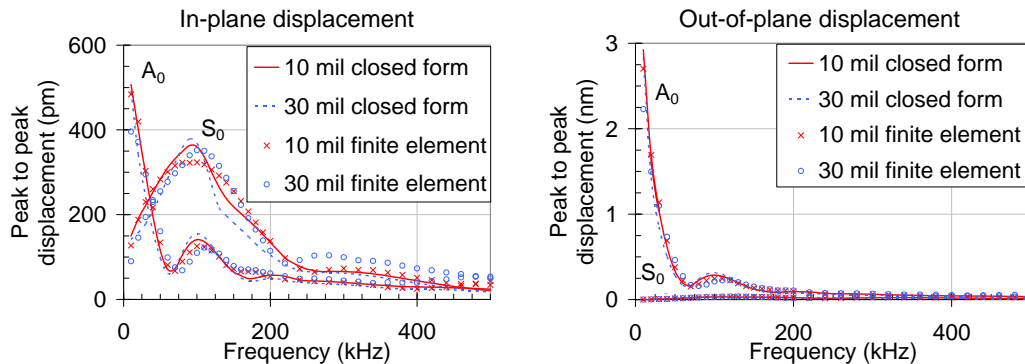 In-plane displacement
Peak to peak
displacement (pm)
600
400
200
0
A0
S0
10 mil closed form
30 mil closed form
10 mil finite element
30 mil finite element
0
200
400
Frequency (kHz)
Out-of-plane displacement
Peak to peak
displacement (nm)
3
2
1
0
A0
S0
10 mil closed form
30 mil closed form
10 mil finite element
30 mil finite element
0
200
400
Frequency (kHz)